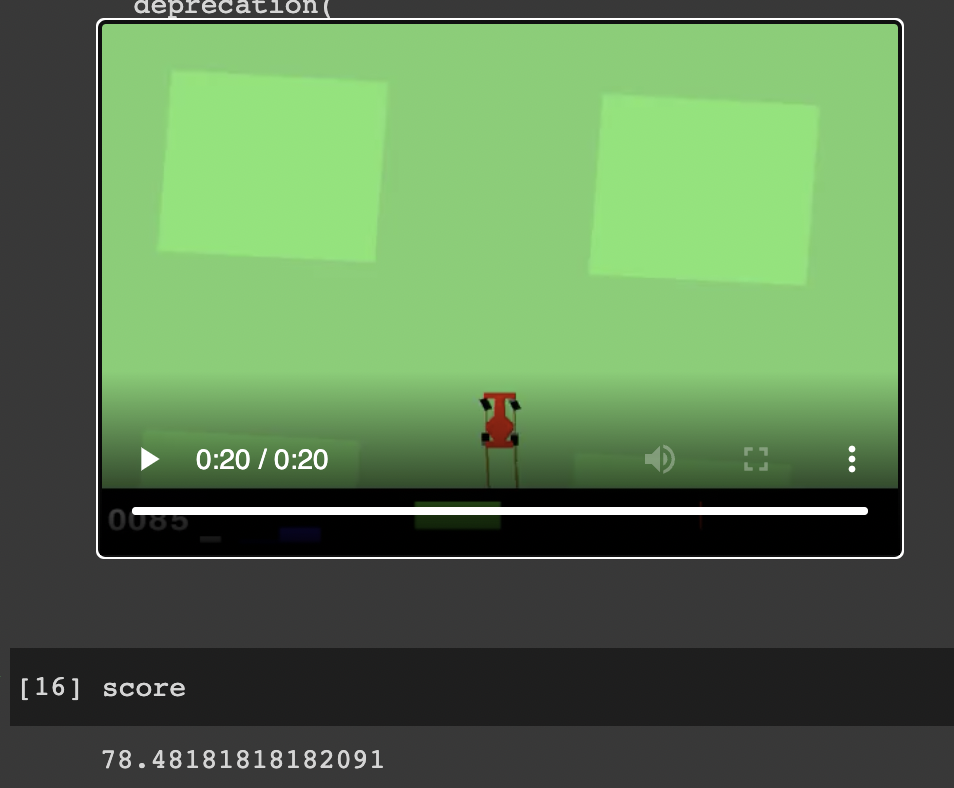 deprecation(
0:20 / 0:20
0085
[16] score
78.48181818182091